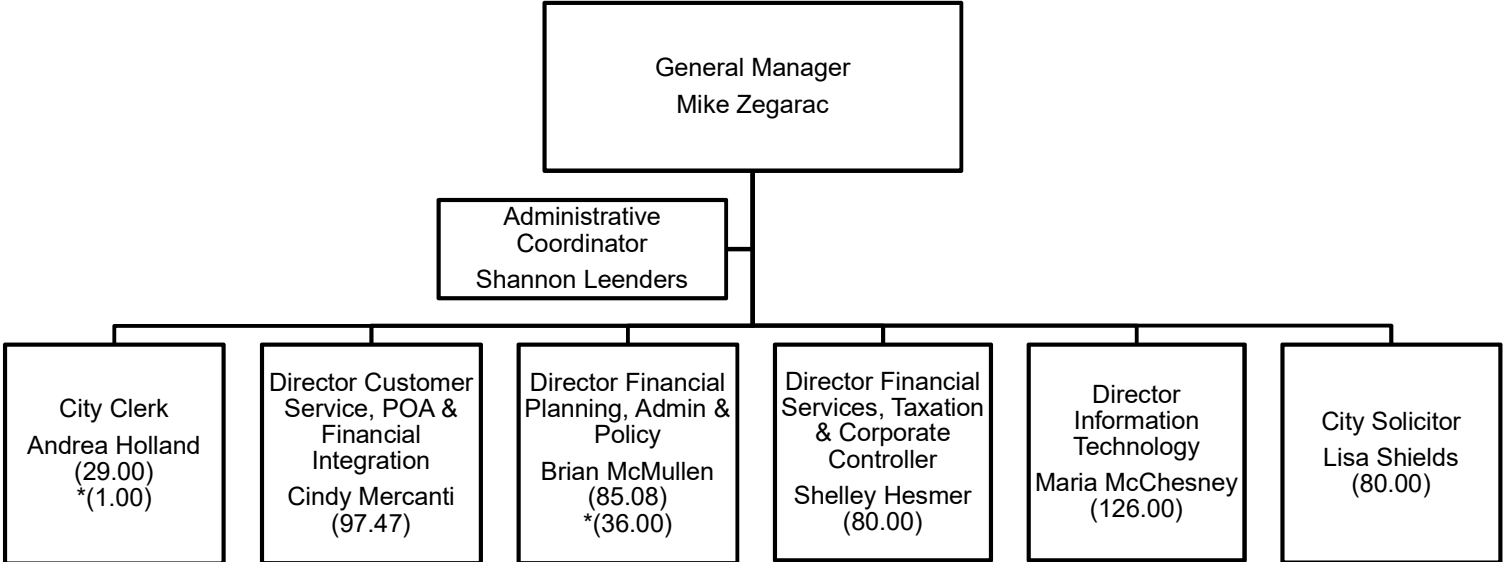 General Manager
Mike Zegarac
Administrative
Coordinator
Shannon Leenders
City Clerk
Andrea Holland
(29.00)
*(1.00)
Director Customer
Service, POA &
Financial
Integration
Cindy Mercanti
(97.47)
Director Financial
Planning, Admin &
Policy
Brian McMullen
(85.08)
*(36.00)
Director Financial
Services, Taxation
& Corporate
Controller
Shelley Hesmer
(80.00)
Director
Information
Technology
Maria McChesney
(126.00)
City Solicitor
Lisa Shields
(80.00)